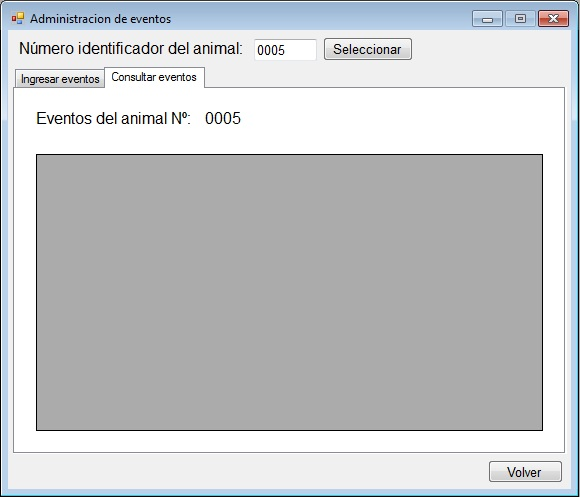 Administracion de eventos
Número identificador del animal: 0005 Seleccionar
Ingresar eventos Consultar eventos
Eventos del animal Nº: 0005
Volver